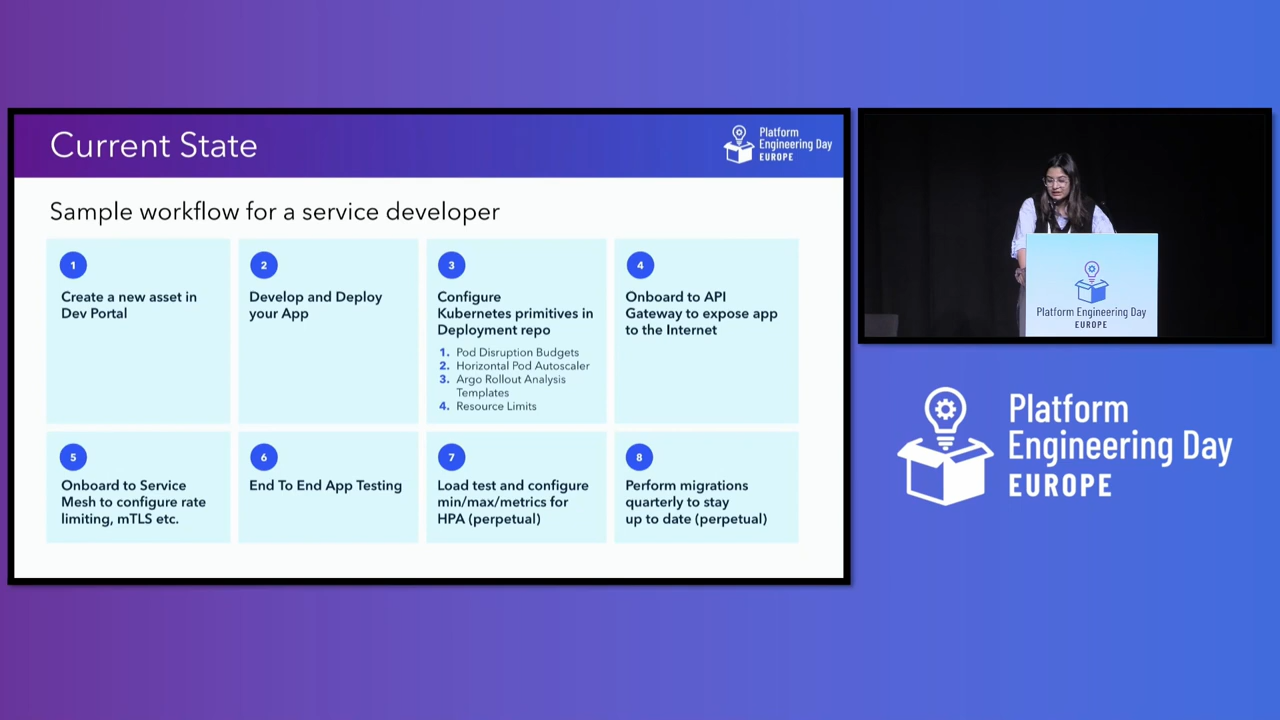 Current State
Platform
Engineering Day
EUROPE
Sample workflow for a service developer
1
Create a new asset in
Dev Portal
2
Develop and Deploy
your App
3
Configure
Kubernetes primitives in
Deployment repo
1. Pod Disruption Budgets
2. Horizontal Pod Autoscaler
3. Argo Rollout Analysis
Templates
4. Resource Limits
4
Onboard to API
Gateway to expose app
to the Internet
5
Onboard to Service
Mesh to configure rate
limiting, mTLS etc.
6
End To End App Testing
7
Load test and configure
min/max/metrics for
HPA (perpetual)
8
Perform migrations
quarterly to stay
up to date (perpetual)
Platform Engineering Day
EUROPE
Platform
Engineering Day
EUROPE